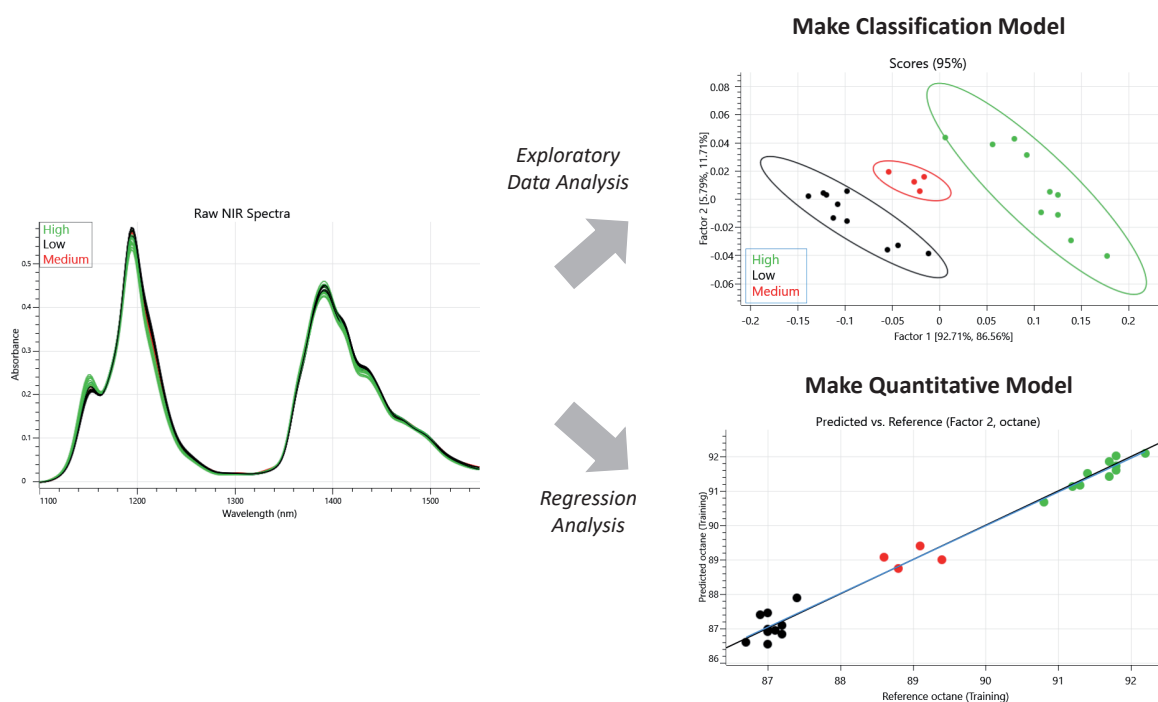 Make Classification Model
Scores (95%)
Exploratory
Data Analysis
Raw NIR Spectra
High
Low
Medium
0.5
0.4
0.3
0.2
0.1
0
Absorbance
1100
1200
1300
1400
1500
Wavelength (nm)
0.08
0.06
0.04
0.02
0
-0.02
-0.04
-0.06
Factor 2 [5.79%, 11.71%]
High
Low
Medium
-0.2
-0.15
-0.1
-0.05
0
0.05
0.1
0.15
0.2
Factor 1 [92.71%, 86.56%]
Regression
Analysis
Make Quantitative Model
Predicted vs. Reference (Factor 2, octane)
92
91
90
89
88
87
86
Predicted octane (Training)
87
88
89
90
91
92
Reference octane (Training)